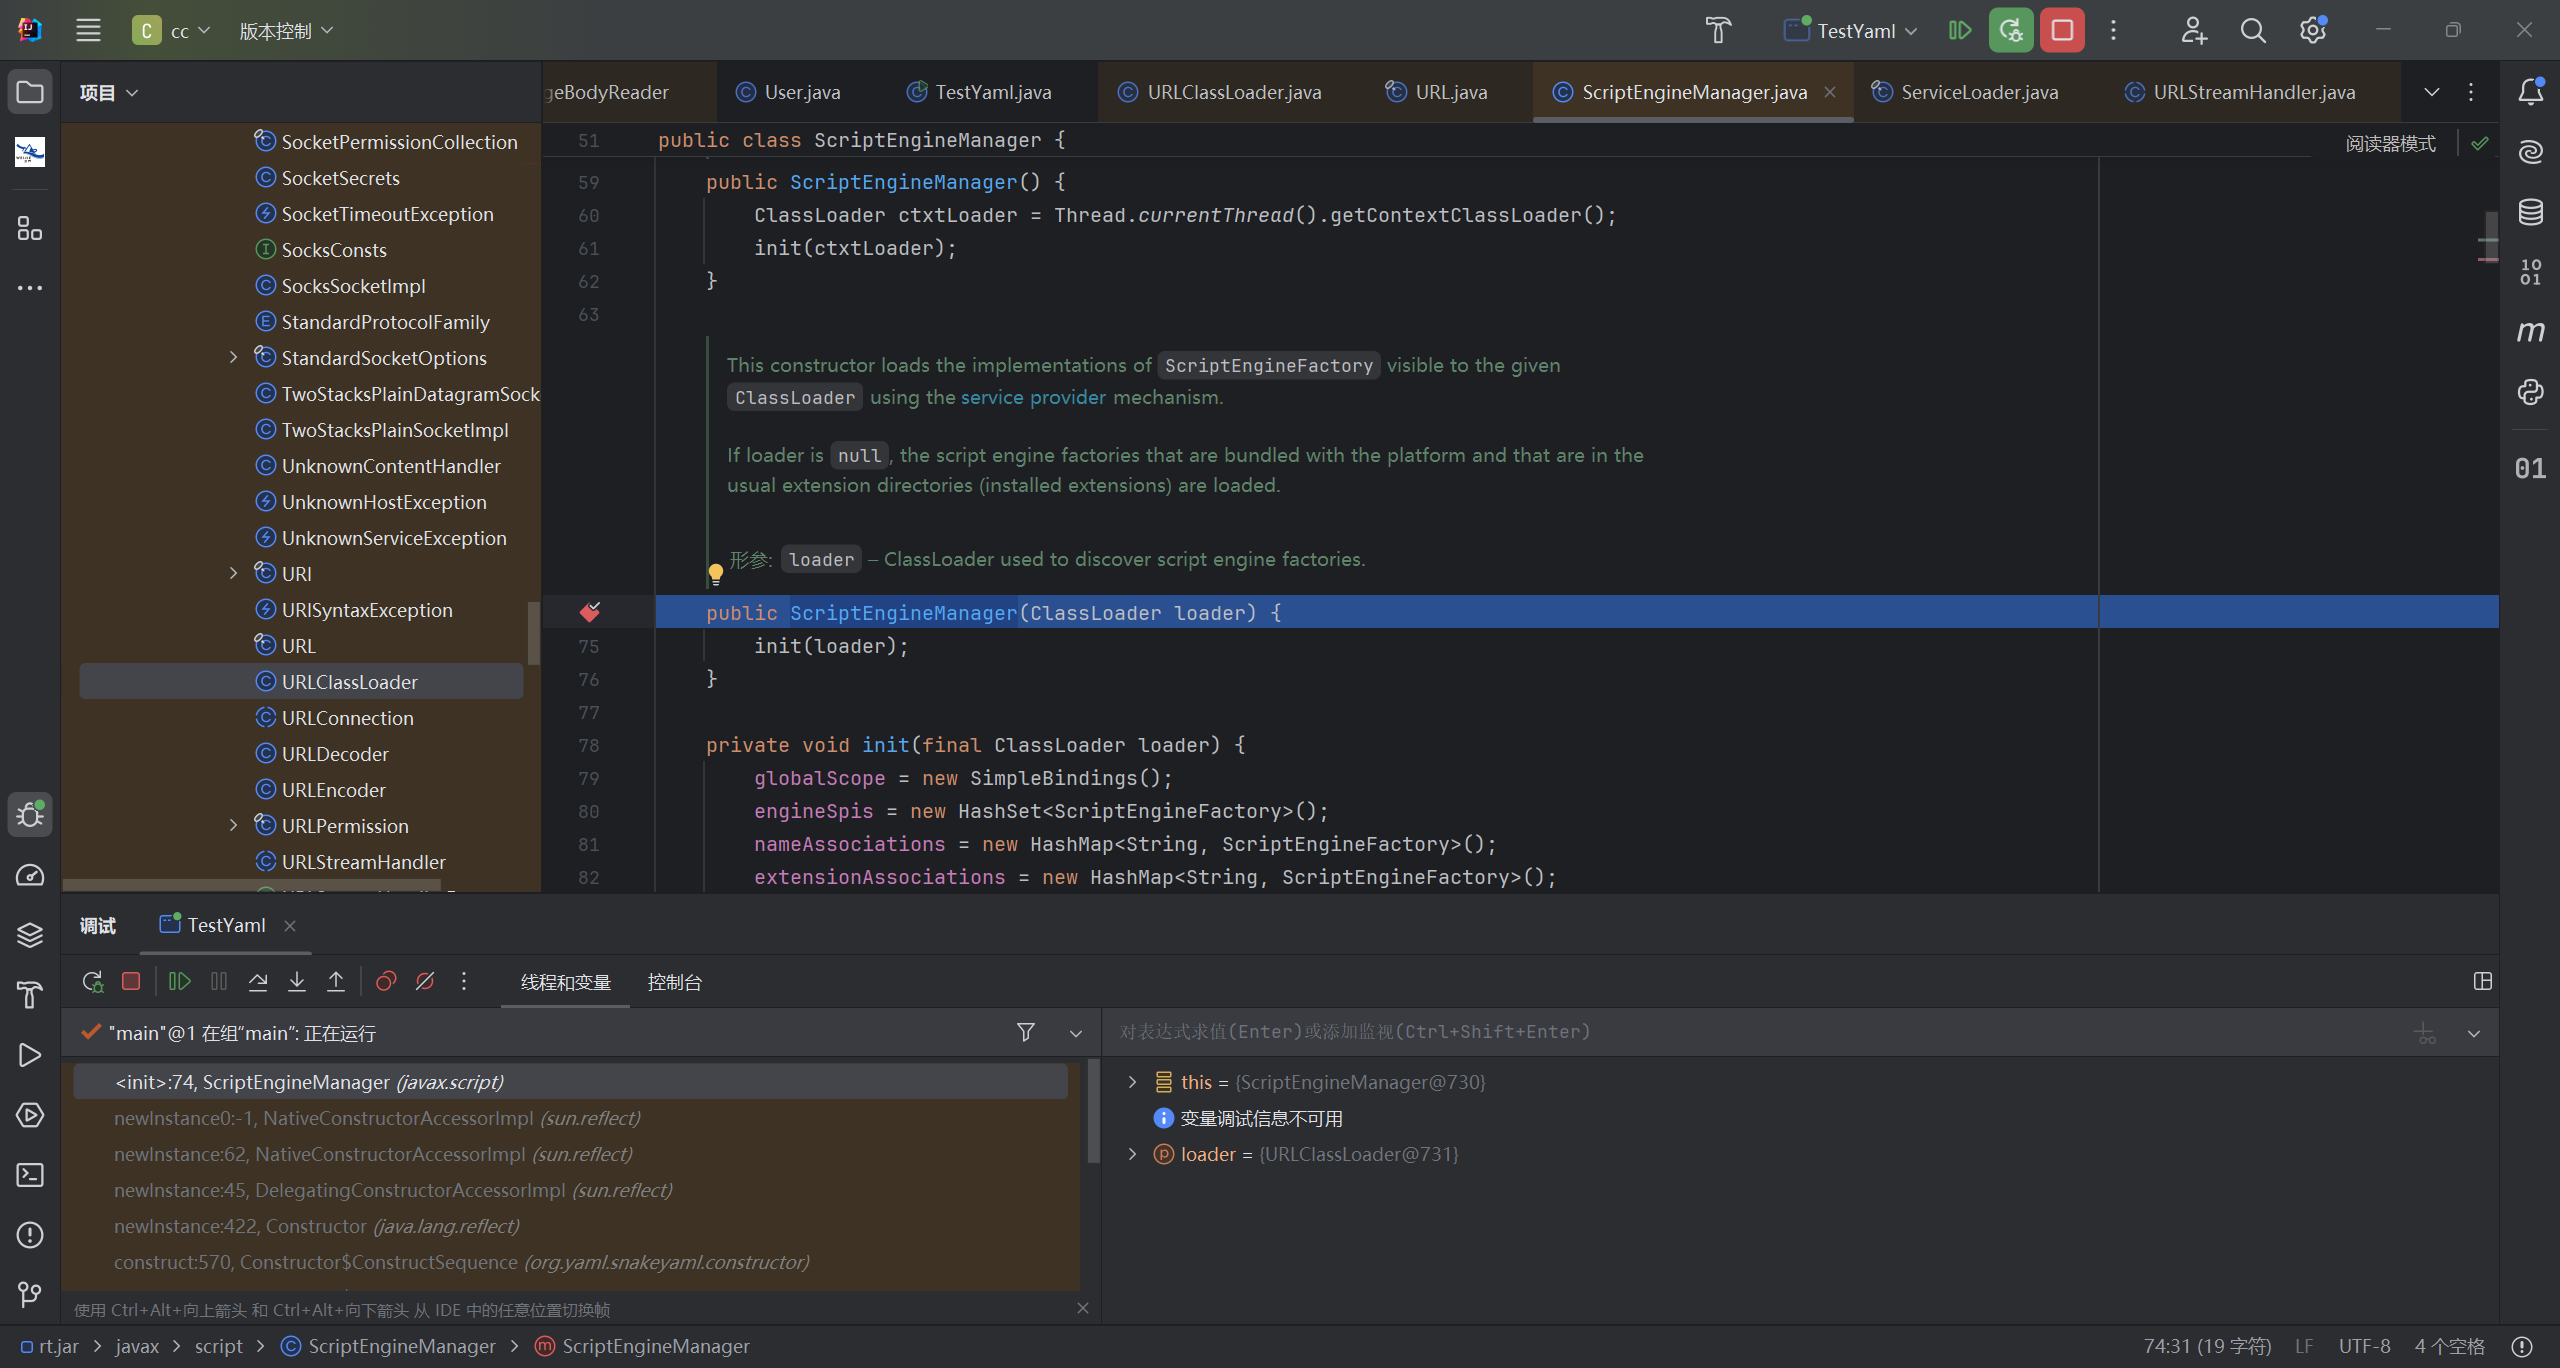 C cc 版本控制 TestYaml
项目
geBodyReader User.java TestYaml.java URLClassLoader.java URL.java ScriptEngineManager.java ServiceLoader.java URLStreamHandler.java
SocketPermissionCollection
SocketSecrets
SocketTimeoutException
SocksConsts
SocksSocketImpl
StandardProtocolFamily
StandardSocketOptions
TwoStacksPlainDatagramSock
TwoStacksPlainSocketImpl
UnknownContentHandler
UnknownHostException
UnknownServiceException
URI
URISyntaxException
URL
URLClassLoader
URLConnection
URLDecoder
URLEncoder
URLPermission
URLStreamHandler
51 public class ScriptEngineManager {
阅读器模式
59 public ScriptEngineManager() {
60 ClassLoader ctxtLoader = Thread.currentThread().getContextClassLoader();
61 init(ctxtLoader);
62 }
63
This constructor loads the implementations of ScriptEngineFactory visible to the given
ClassLoader using the service provider mechanism.
If loader is null, the script engine factories that are bundled with the platform and that are in the
usual extension directories (installed extensions) are loaded.
形参: loader – ClassLoader used to discover script engine factories.
public ScriptEngineManager(ClassLoader loader) {
75 init(loader);
76 }
77
78 private void init(final ClassLoader loader) {
79 globalScope = new SimpleBindings();
80 engineSpis = new HashSet<ScriptEngineFactory>();
81 nameAssociations = new HashMap<String, ScriptEngineFactory>();
82 extensionAssociations = new HashMap<String, ScriptEngineFactory>();
10
01
m
01
调试 TestYaml
线程和变量 控制台
"main"@1 在组"main": 正在运行
<init>:74, ScriptEngineManager (javax.script)
newInstance0:-1, NativeConstructorAccessorImpl (sun.reflect)
newInstance:62, NativeConstructorAccessorImpl (sun.reflect)
newInstance:45, DelegatingConstructorAccessorImpl (sun.reflect)
newInstance:422, Constructor (java.lang.reflect)
construct:570, Constructor$ConstructSequence (org.yaml.snakeyaml.constructor)
使用 Ctrl+Alt+向上箭头 和 Ctrl+Alt+向下箭头 从 IDE 中的任意位置切换帧
对表达式求值(Enter)或添加监视(Ctrl+Shift+Enter)
this = {ScriptEngineManager@730}
变量调试信息不可用
loader = {URLClassLoader@731}
rt.jar javax script ScriptEngineManager ScriptEngineManager
74:31 (19 字符) LF UTF-8 4 个空格